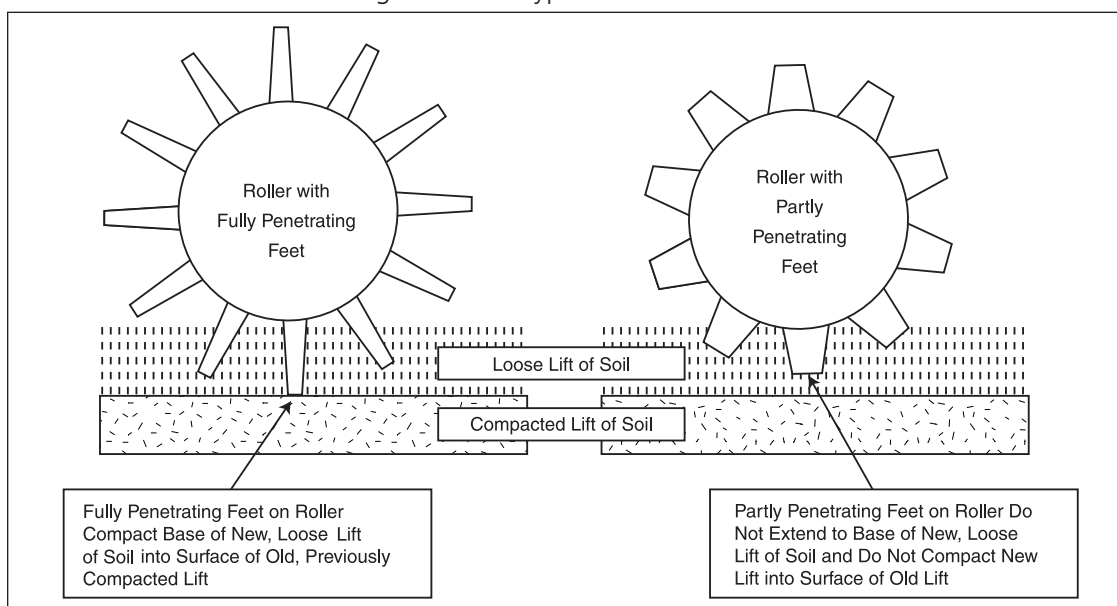 Roller with
Fully Penetrating
Feet
Roller with
Partly
Penetrating
Feet
Loose Lift of Soil
Compacted Lift of Soil
Fully Penetrating Feet on Roller
Compact Base of New, Loose Lift
of Soil into Surface of Old, Previously
Compacted Lift
Partly Penetrating Feet on Roller Do
Not Extend to Base of New, Loose
Lift of Soil and Do Not Compact New
Lift into Surface of Old Lift